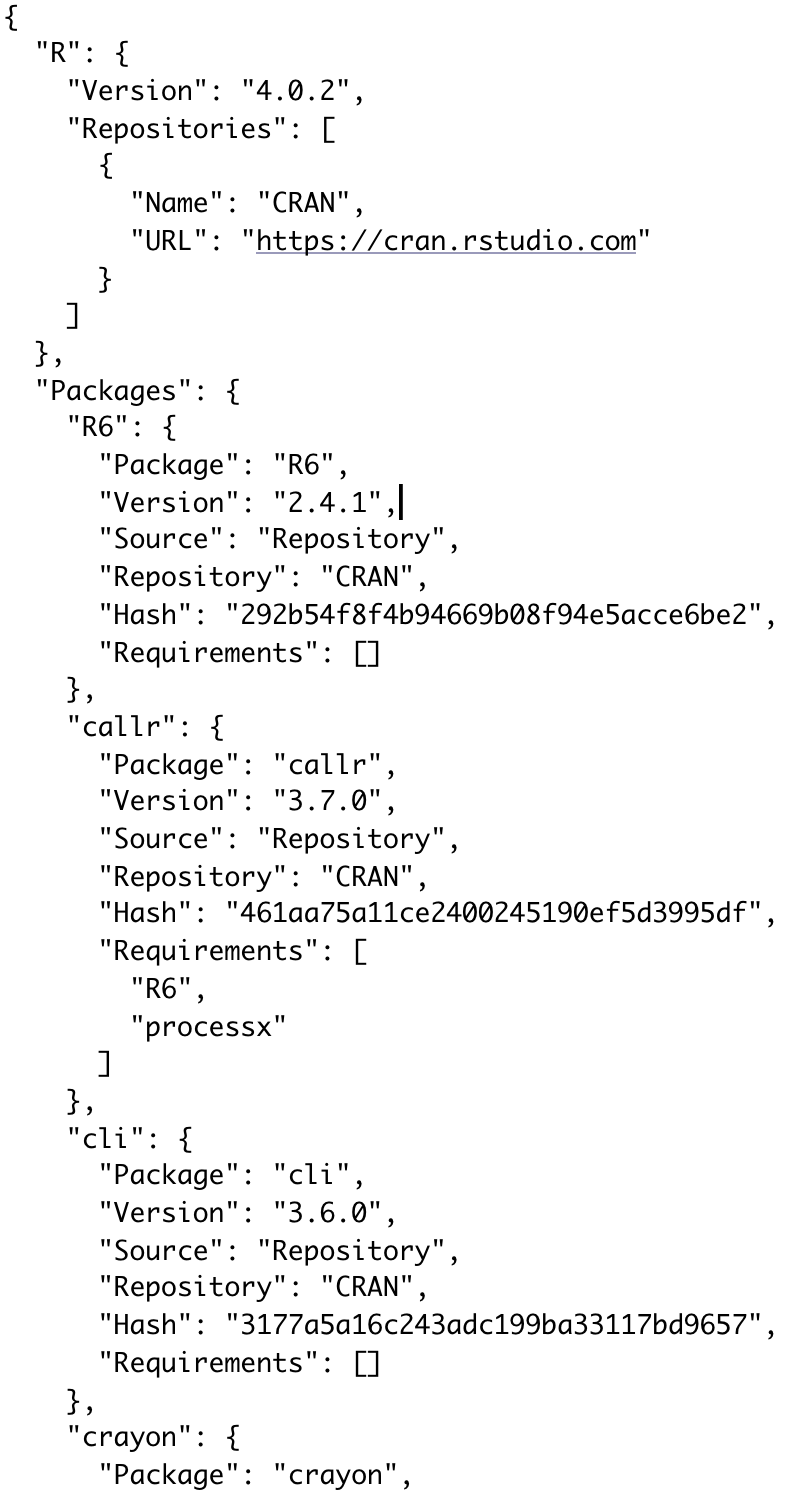 {
  "R": {
    "Version": "4.0.2",
    "Repositories": [
      {
        "Name": "CRAN",
        "URL": "https://cran.rstudio.com"
      }
    ]
  },
  "Packages": {
    "R6": {
      "Package": "R6",
      "Version": "2.4.1",
      "Source": "Repository",
      "Repository": "CRAN",
      "Hash": "292b54f8f4b94669b08f94e5acce6be2",
      "Requirements": []
    },
    "callr": {
      "Package": "callr",
      "Version": "3.7.0",
      "Source": "Repository",
      "Repository": "CRAN",
      "Hash": "461aa75a11ce2400245190ef5d3995df",
      "Requirements": [
        "R6",
        "processx"
      ]
    },
    "cli": {
      "Package": "cli",
      "Version": "3.6.0",
      "Source": "Repository",
      "Repository": "CRAN",
      "Hash": "3177a5a16c243adc199ba33117bd9657",
      "Requirements": []
    },
    "crayon": {
      "Package": "crayon",